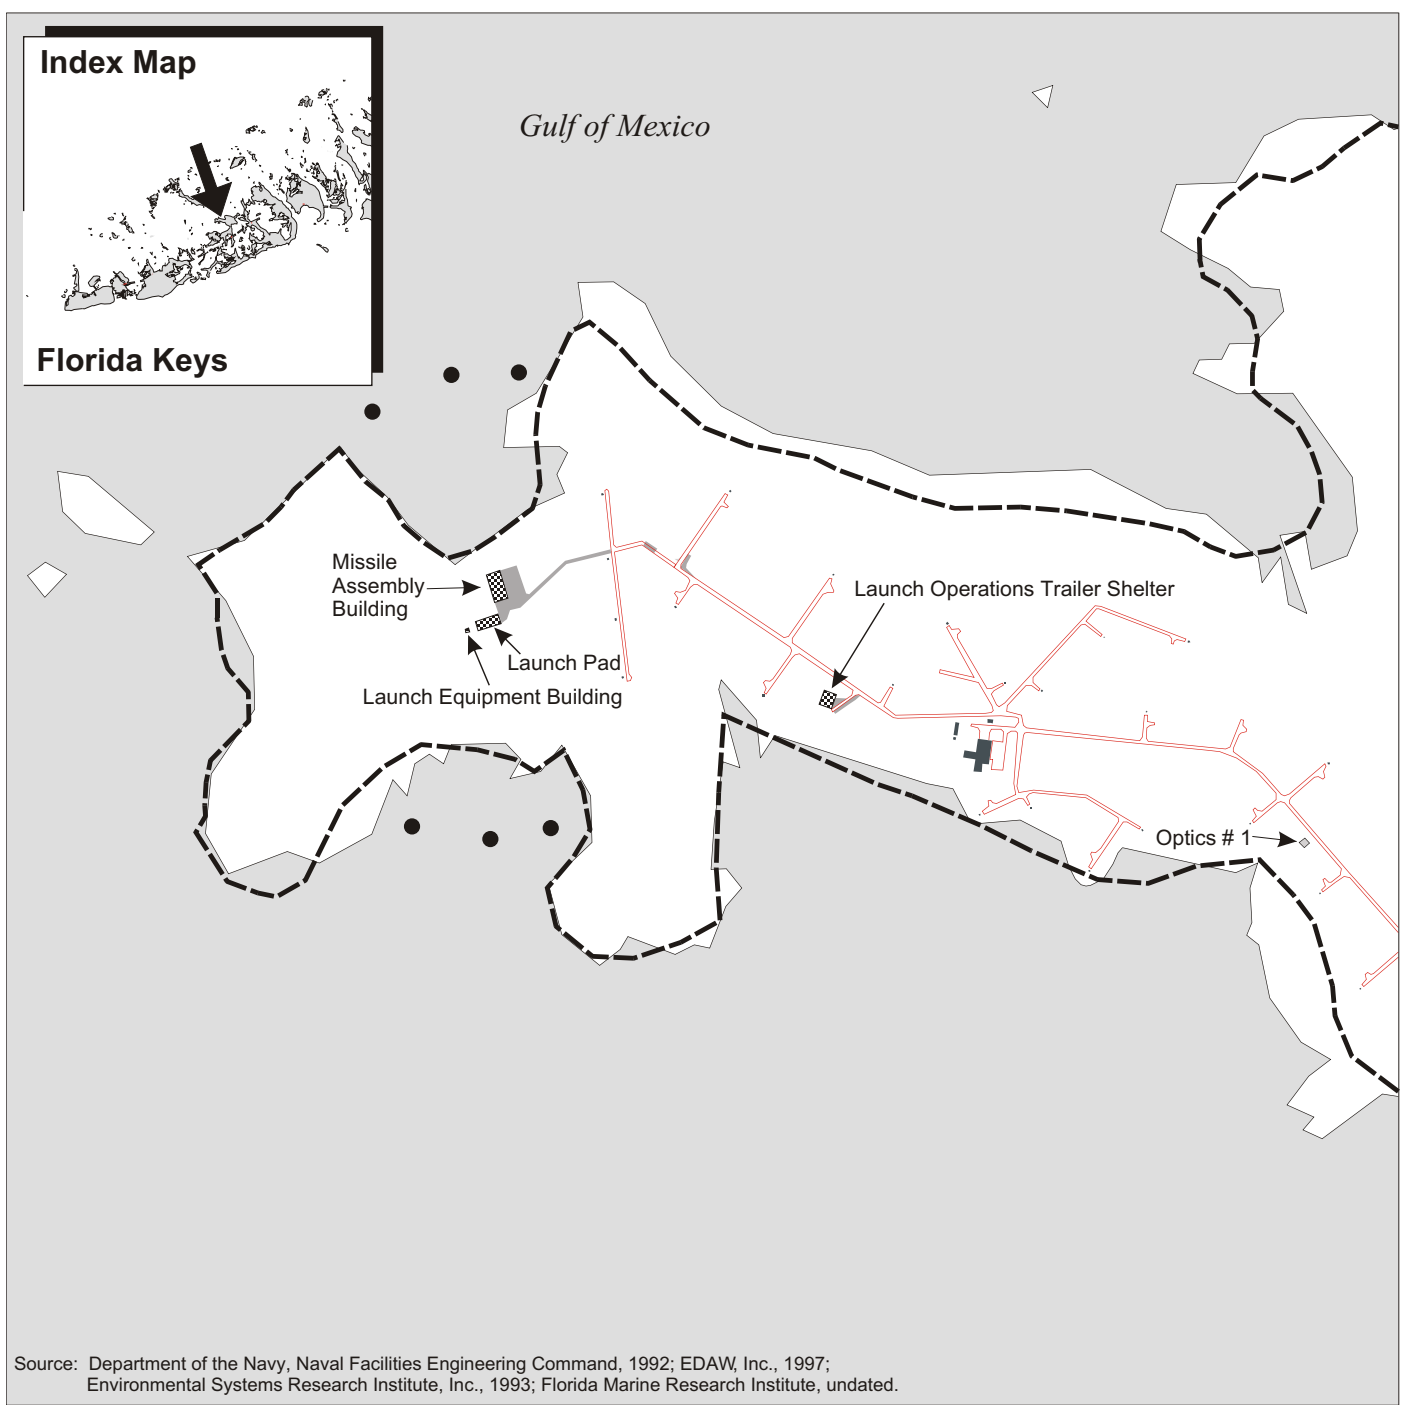 Index Map
Gulf of Mexico
Florida Keys
Missile
Assembly
Building
Launch Operations Trailer Shelter
Launch Pad
Launch Equipment Building
Optics # 1
Source: Department of the Navy, Naval Facilities Engineering Command, 1992; EDAW, Inc., 1997;
Environmental Systems Research Institute, Inc., 1993; Florida Marine Research Institute, undated.